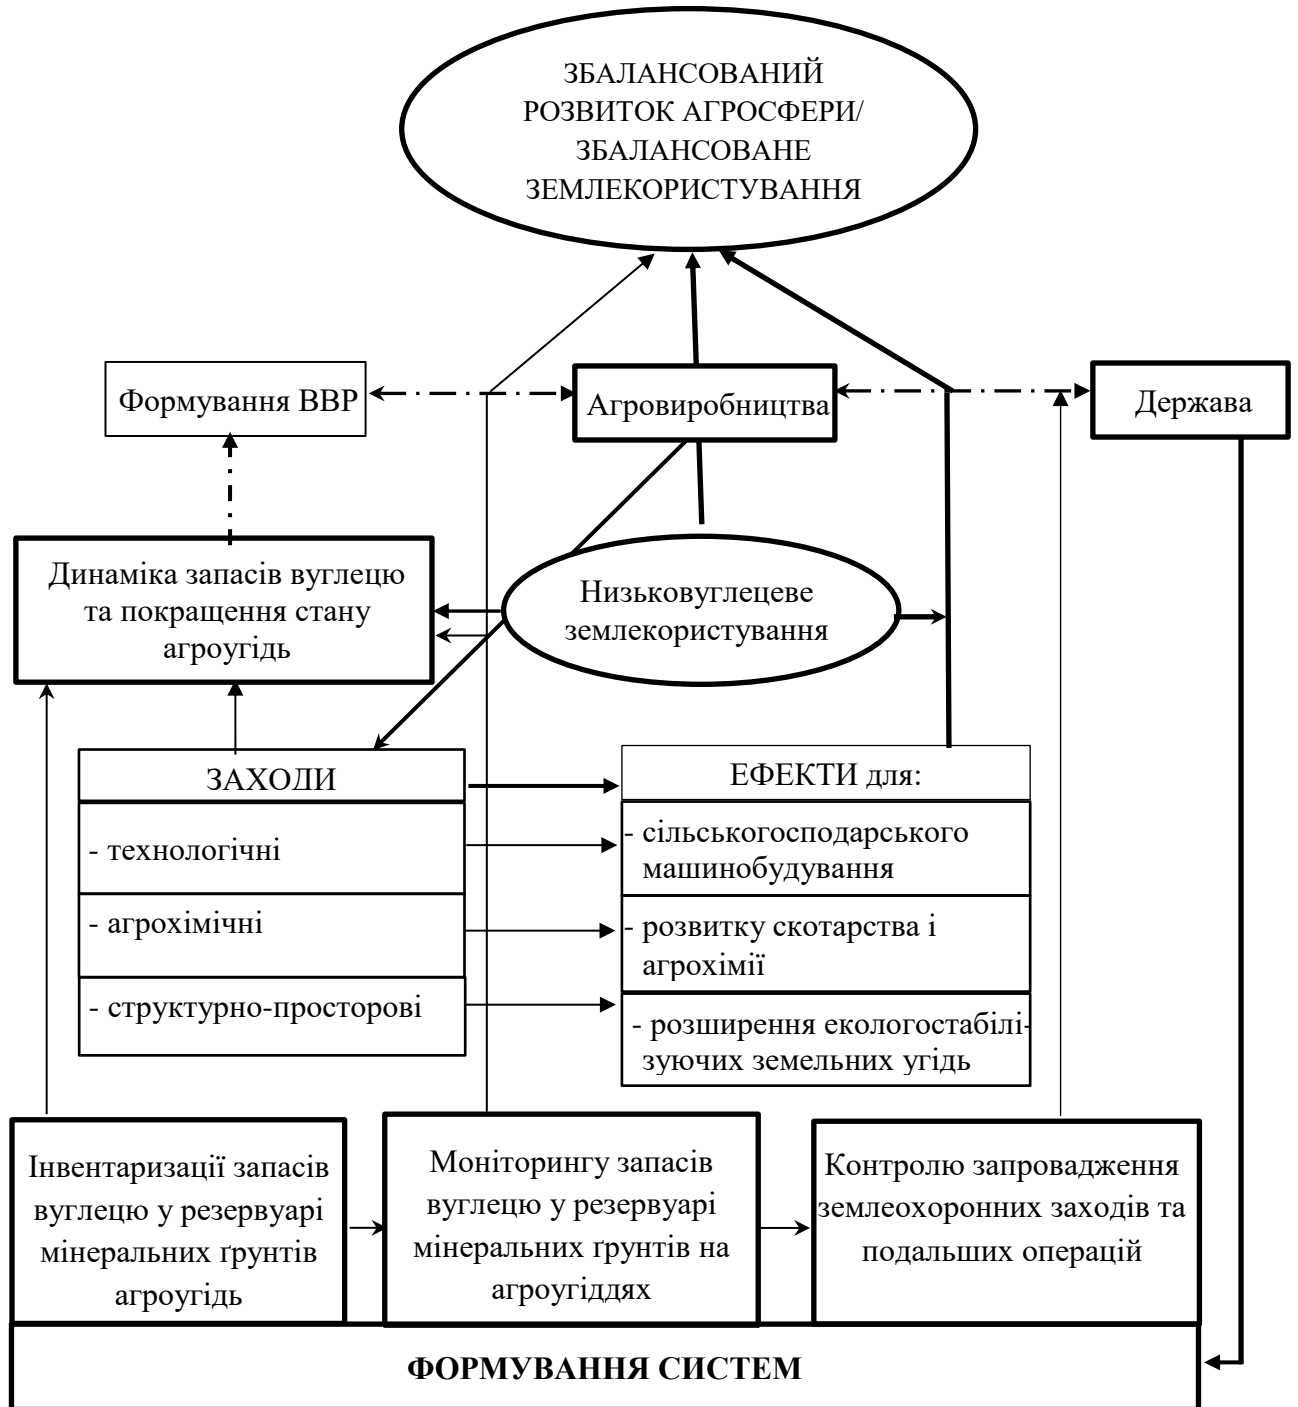 ЗБАЛАНСОВАНИЙ
РОЗВИТОК АГРОСФЕРИ/
ЗБАЛАНСОВАНЕ
ЗЕМЛЕКОРИСТУВАННЯ
Формування ВВР
Агровиробництва
Держава
Динаміка запасів вуглецю
та покращення стану
агроугідь
Низьковуглецеве
землекористування
ЗАХОДИ
- технологічні
- агрохімічні
- структурно-просторові
ЕФЕКТИ для:
- сільськогосподарського
машинобудування
- розвитку скотарства і
агрохімії
- розширення екологостабілі-
зуючих земельних угідь
Інвентаризації запасів
вуглецю у резервуарі
мінеральних ґрунтів
агроугідь
Моніторингу запасів
вуглецю у резервуарі
мінеральних ґрунтів на
агроугіддях
Контролю запровадження
землеохоронних заходів та
подальших операцій
ФОРМУВАННЯ СИСТЕМ